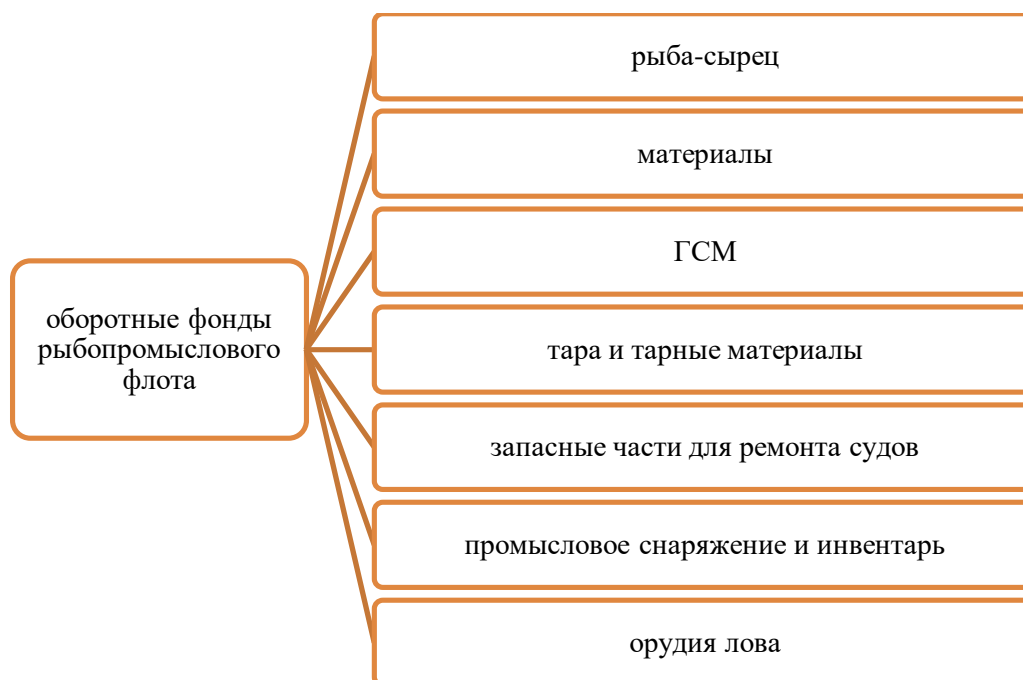 рыба-сырец
материалы
ГСМ
оборотные фонды
рыбопромыслового
флота
тара и тарные материалы
запасные части для ремонта судов
промысловое снаряжение и инвентарь
орудия лова